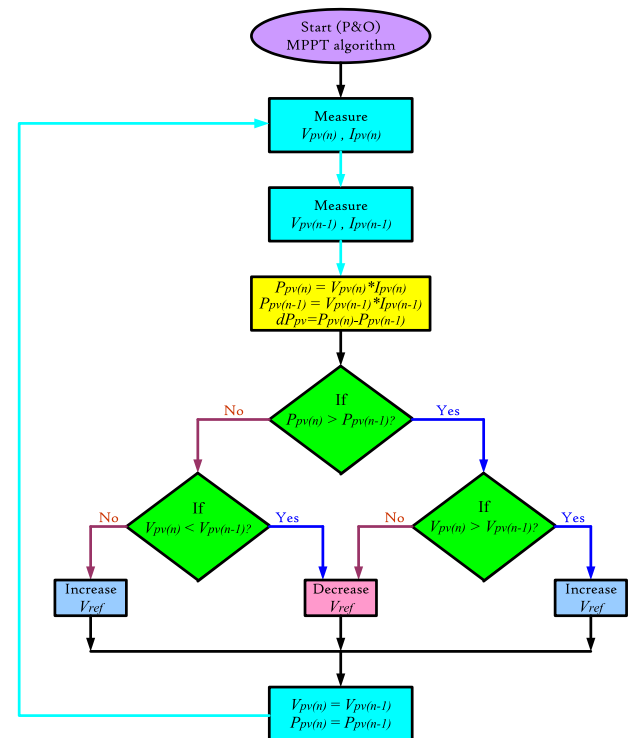 Start (P&O)
MPPT algorithm
Measure
Vpv(n) , Ipv(n)
Measure
Vpv(n-1) , Ipv(n-1)
Ppv(n) = Vpv(n)*Ipv(n)
Ppv(n-1) = Vpv(n-1)*Ipv(n-1)
dPpv=Ppv(n)-Ppv(n-1)
If
Ppv(n) > Ppv(n-1)?
No
Yes
If
Vpv(n) < Vpv(n-1)?
No
Yes
If
Vpv(n) > Vpv(n-1)?
No
Yes
Increase
Vref
Decrease
Vref
Increase
Vref
Vpv(n) = Vpv(n-1)
Ppv(n) = Ppv(n-1)